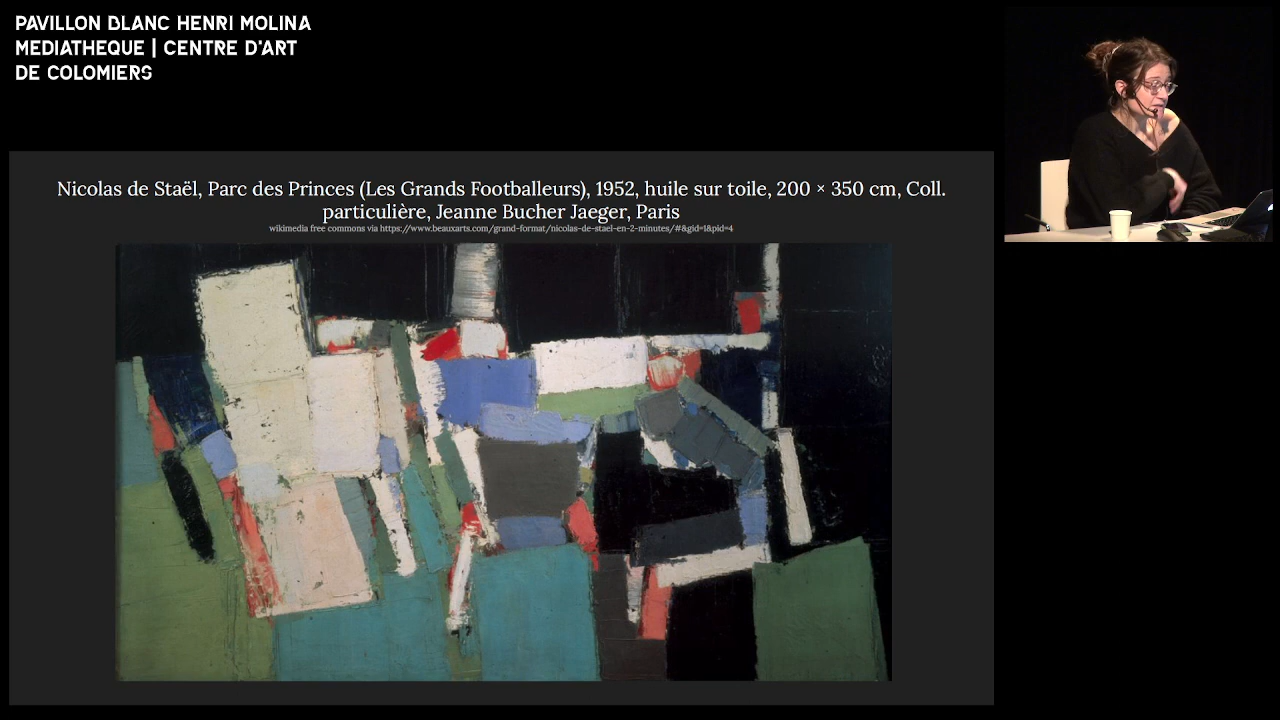 PAVILLON BLANC HENRI MOLINA
MEDIATHEQUE | CENTRE D'ART
DE COLOMIERS
Nicolas de Staël, Parc des Princes (Les Grands Footballeurs), 1952, huile sur toile, 200 × 350 cm, Coll.
particulière, Jeanne Bucher Jaeger, Paris
wikimedia free commons via https://www.beauxarts.com/grand-format/nicolas-de-stael-en-2-minutes/#&gid=1&pid=4